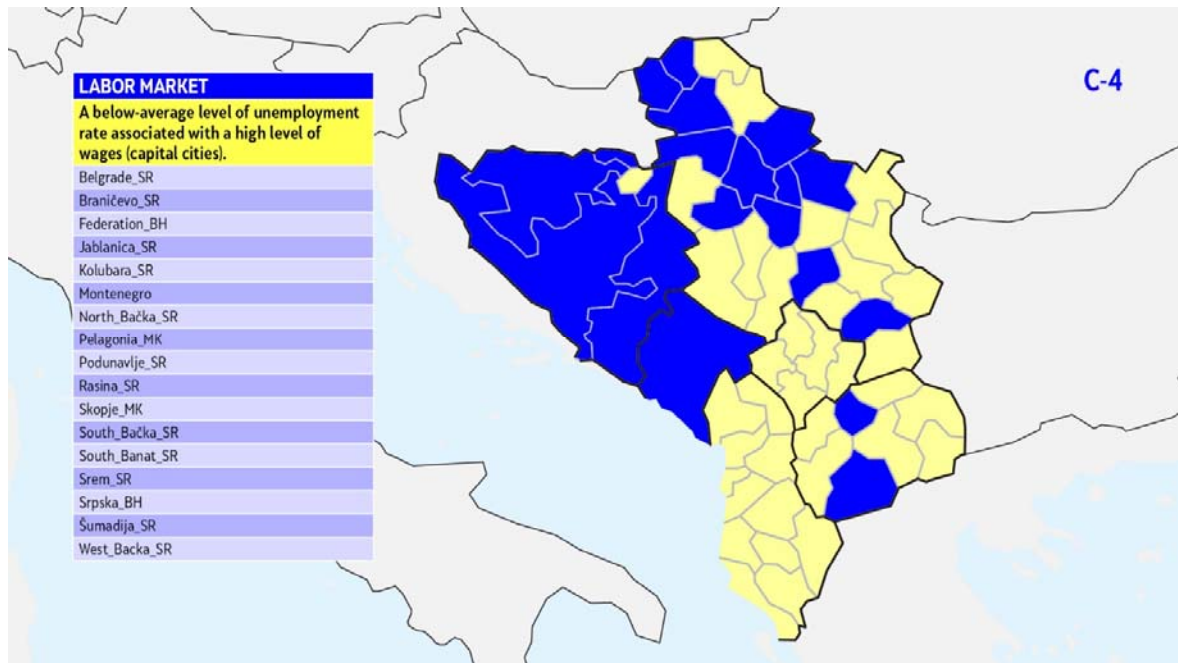 LABOR MARKET
A below-average level of unemployment
rate associated with a high level of
wages (capital cities).
Belgrade_SR
Braničevo_SR
Federation_BH
Jablanica_SR
Kolubara_SR
Montenegro
North_Bačka_SR
Pelagonia_MK
Podunavlje_SR
Rasina_SR
Skopje_MK
South_Bačka_SR
South_Banat_SR
Srem_SR
Srpska_BH
Šumadija_SR
West_Backa_SR
C-4